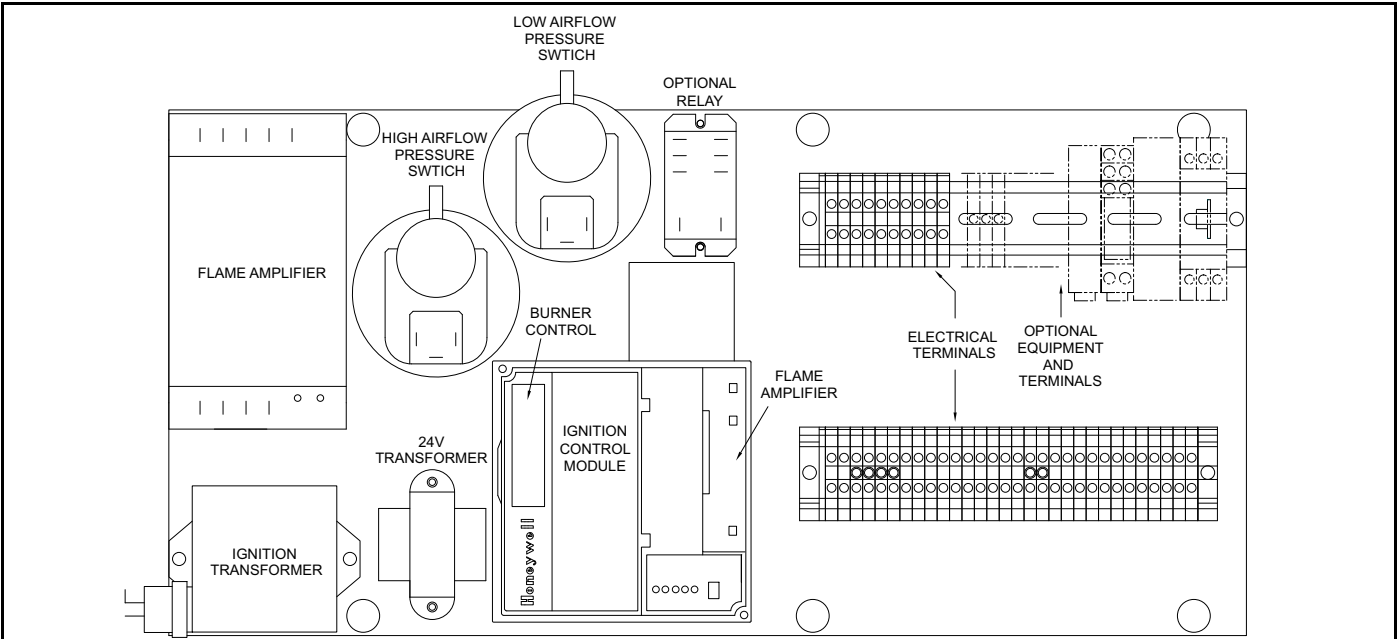 LOW AIRFLOW
PRESSURE
SWTICH
OPTIONAL
RELAY
HIGH AIRFLOW
PRESSURE
SWTICH
FLAME AMPLIFIER
BURNER
CONTROL
ELECTRICAL
TERMINALS
OPTIONAL
EQUIPMENT
AND
TERMINALS
FLAME
AMPLIFIER
24V
TRANSFORMER
IGNITION
CONTROL
MODULE
Honeywell
IGNITION
TRANSFORMER